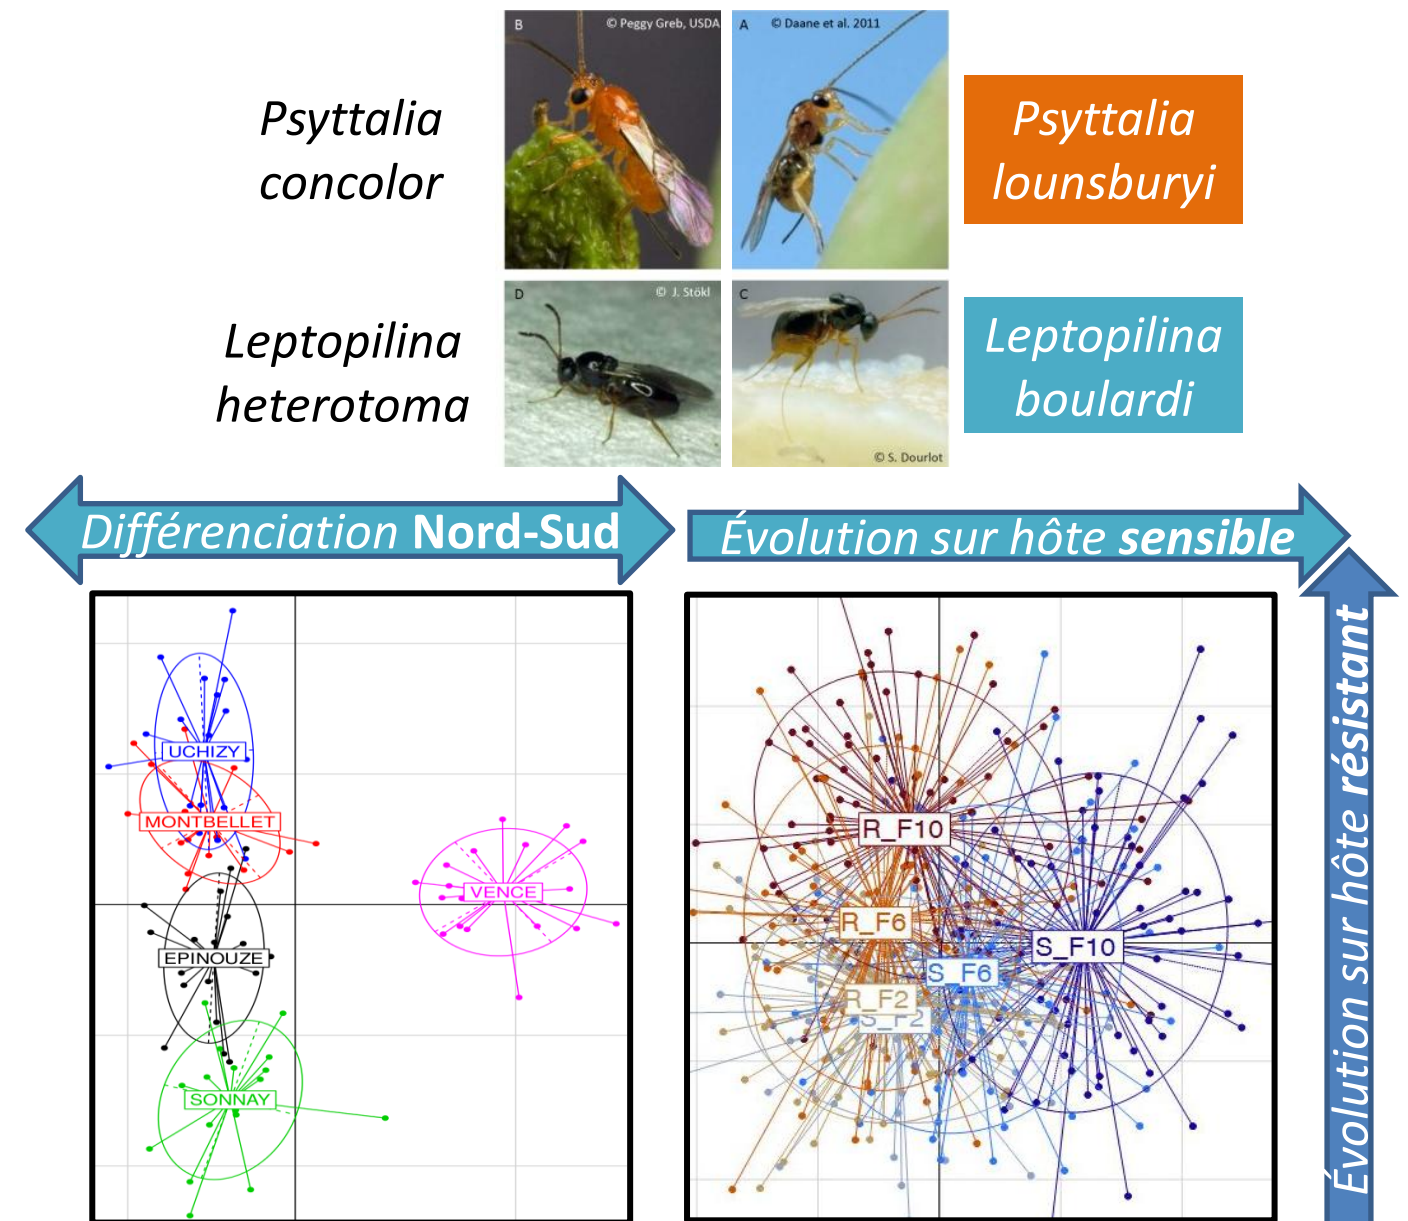 B
© Peggy Greb, USDA
A
© Daane et al. 2011
Psyttalia
concolor
Psyttalia
lounsburyi
D
© J. Stökl
C
© S. Dourlot
Leptopilina
heterotoma
Leptopilina
boulardi
Différenciation Nord-Sud
Évolution sur hôte sensible
Évolution sur hôte résistant
UCHIZY
MONTBELLET
EPINOUZE
SONNAY
VENCE
R_F10
R_F6
S_F10
S_F6
R_F2
S_F2